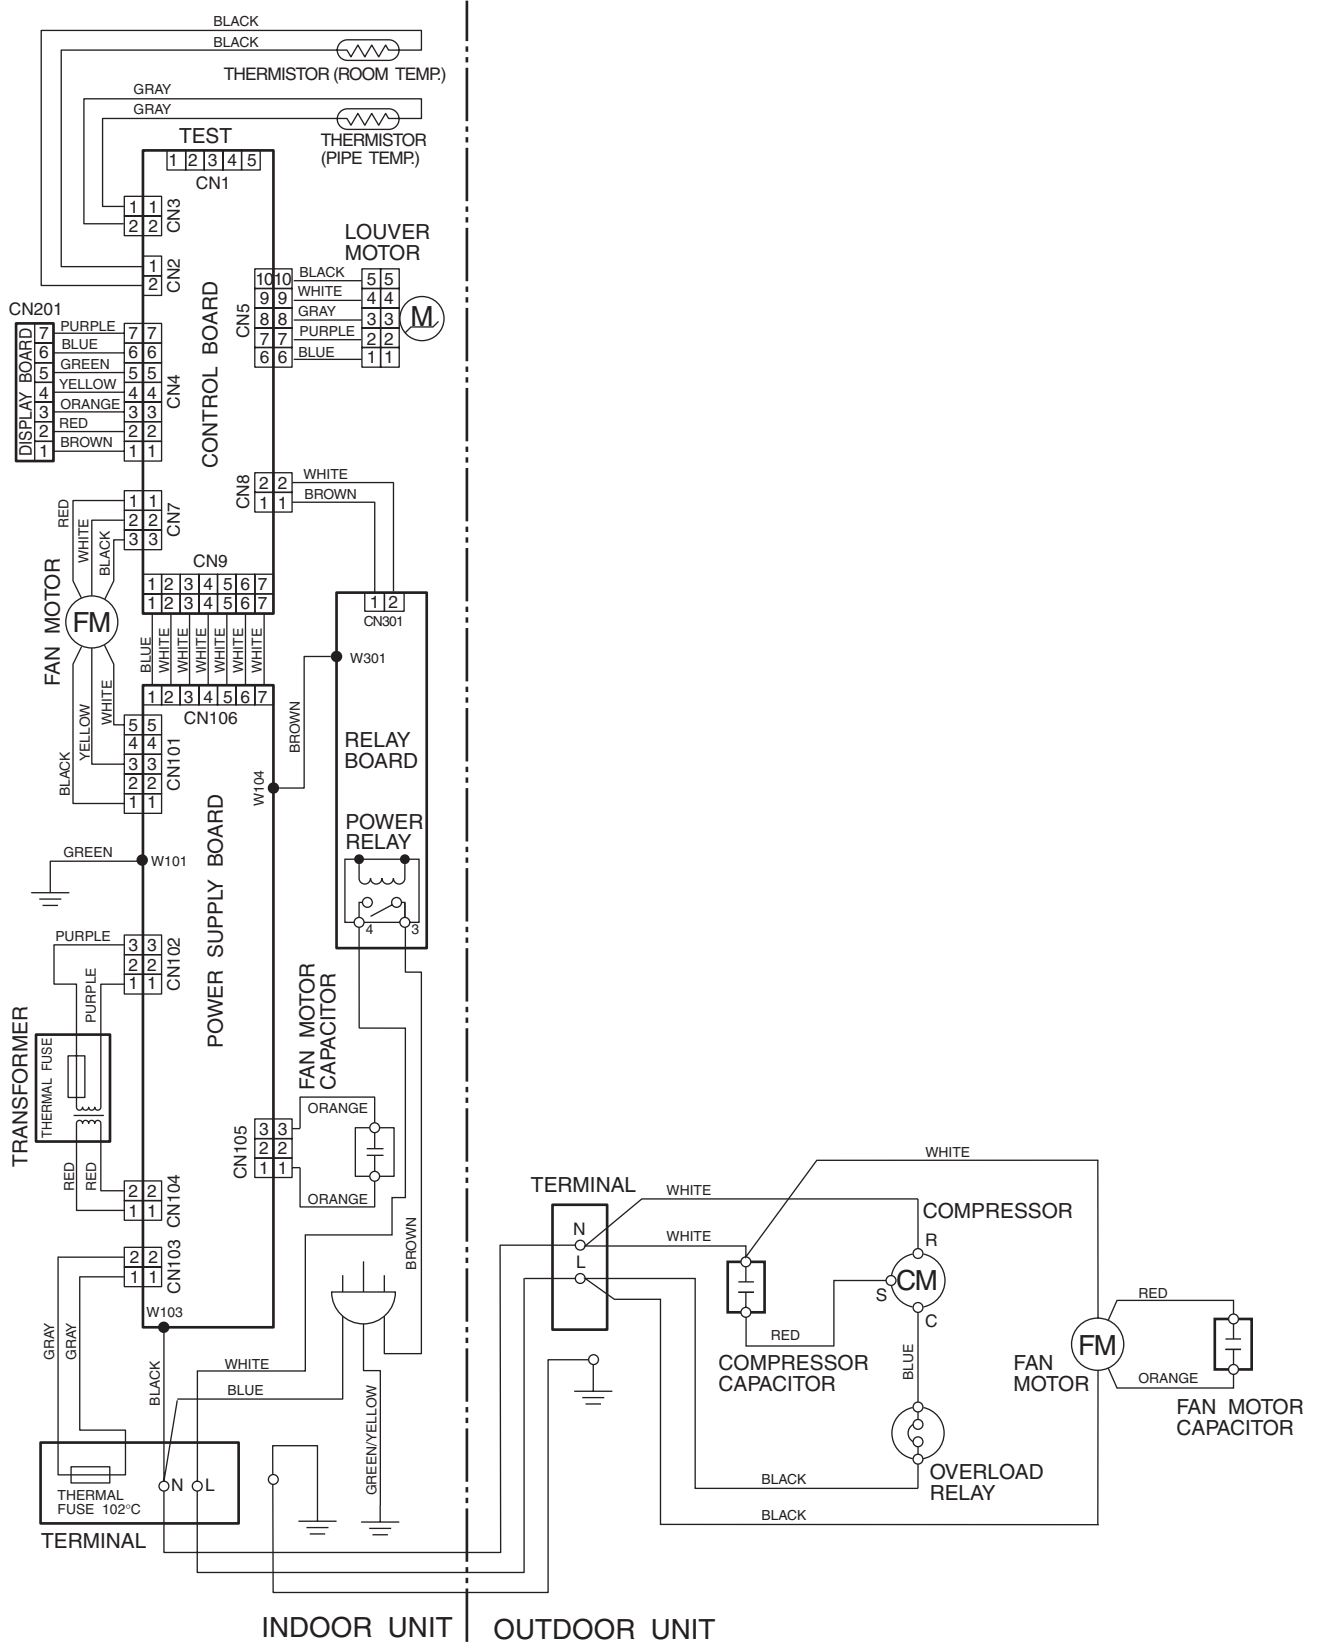 BLACK
BLACK
THERMISTOR (ROOM TEMP.)
GRAY
GRAY
THERMISTOR
(PIPE TEMP.)
TEST
1 2 3 4 5
CN1
1 1
2 2
CN3
1
2
CN2
LOUVER
MOTOR
10 10 BLACK 5 5
9 9 WHITE 4 4
8 8 GRAY 3 3
7 7 PURPLE 2 2
6 6 BLUE 1 1
CN5
M
CONTROL BOARD
CN201
DISPLAY BOARD
7 PURPLE 7 7
6 BLUE 6 6
5 GREEN 5 5
4 YELLOW 4 4
3 ORANGE 3 3
2 RED 2 2
1 BROWN 1 1
CN4
CN8
2 2 WHITE
1 1 BROWN
RED
WHITE
BLACK
1 1
2 2
3 3
CN7
FAN MOTOR
FM
CN9
1 2 3 4 5 6 7
1 2 3 4 5 6 7
BLUE
WHITE
WHITE
WHITE
WHITE
WHITE
WHITE
1 2 3 4 5 6 7
CN106
1 2
CN301
W301
BROWN
RELAY
BOARD
POWER
RELAY
4 3
W104
BLACK
YELLOW
WHITE
5 5
4 4
3 3
2 2
1 1
CN101
POWER SUPPLY BOARD
GREEN
W101
PURPLE
PURPLE
3 3
2 2
1 1
CN102
TRANSFORMER
THERMAL FUSE
RED
RED
FAN MOTOR
CAPACITOR
ORANGE
3 3
2 2
1 1
CN105
ORANGE
2 2
1 1
CN104
2 2
1 1
CN103
W103
GRAY
GRAY
BLACK
WHITE
BLUE
BROWN
GREEN/YELLOW
THERMAL
FUSE 102°C
N L
TERMINAL
INDOOR UNIT
OUTDOOR UNIT
TERMINAL
N
L
WHITE
WHITE
WHITE
COMPRESSOR
R
CM
S
C
RED
COMPRESSOR
CAPACITOR
BLUE
OVERLOAD
RELAY
BLACK
BLACK
FM
FAN
MOTOR
RED
ORANGE
FAN MOTOR
CAPACITOR